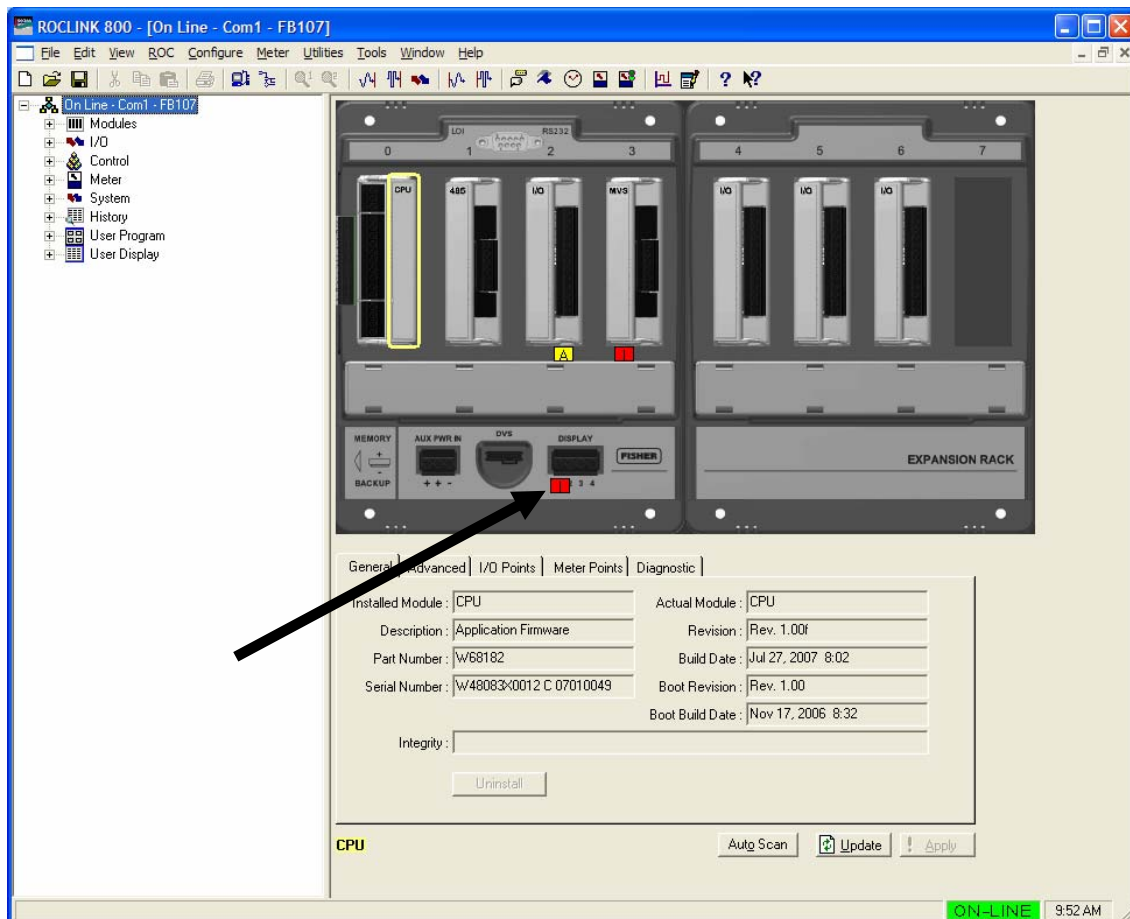 ROCLINK 800 - [On Line - Com1 - FB107]
File Edit View ROC Configure Meter Utilities Tools Window Help
On Line - Com1 - FB107
Modules
I/O
Control
Meter
System
History
User Program
User Display
LOI RS232
0 1 2 3 4 5 6 7
CPU 485 I/O MVS I/O I/O I/O
A I
MEMORY
BACKUP
AUX PWR IN
+ + -
DVS
DISPLAY
I 2 3 4
FISHER
EXPANSION RACK
General Advanced I/O Points Meter Points Diagnostic
Installed Module : CPU Actual Module : CPU
Description : Application Firmware Revision : Rev. 1.00f
Part Number : W68182 Build Date : Jul 27, 2007 8:02
Serial Number : W48083X0012 C 07010049 Boot Revision : Rev. 1.00
Boot Build Date : Nov 17, 2006 8:32
Integrity :
Uninstall
CPU Auto Scan Update ! Apply
ON-LINE 9:52 AM